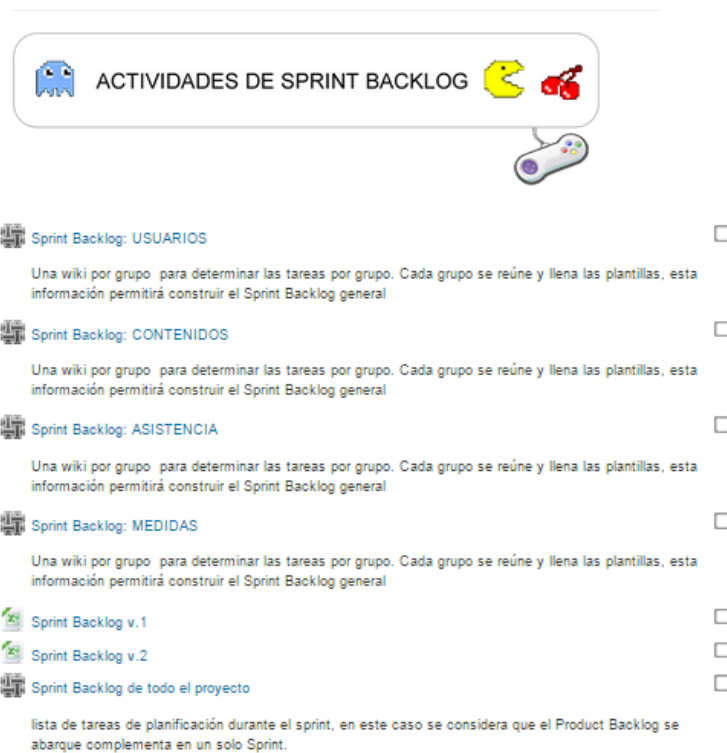 ACTIVIDADES DE SPRINT BACKLOG
Sprint Backlog: USUARIOS
Una wiki por grupo para determinar las tareas por grupo. Cada grupo se reúne y llena las plantillas, esta
información permitirá construir el Sprint Backlog general
Sprint Backlog: CONTENIDOS
Una wiki por grupo para determinar las tareas por grupo. Cada grupo se reúne y llena las plantillas, esta
información permitirá construir el Sprint Backlog general
Sprint Backlog: ASISTENCIA
Una wiki por grupo para determinar las tareas por grupo. Cada grupo se reúne y llena las plantillas, esta
información permitirá construir el Sprint Backlog general
Sprint Backlog: MEDIDAS
Una wiki por grupo para determinar las tareas por grupo. Cada grupo se reúne y llena las plantillas, esta
información permitirá construir el Sprint Backlog general
Sprint Backlog v.1
Sprint Backlog v.2
Sprint Backlog de todo el proyecto
lista de tareas de planificación durante el sprint, en este caso se considera que el Product Backlog se
abarque complementa en un solo Sprint.